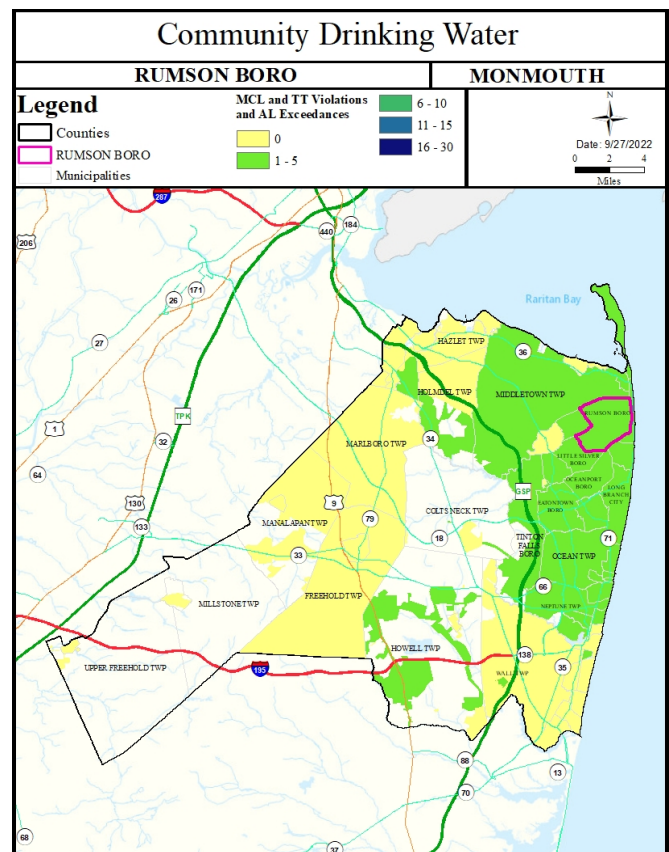 Community Drinking Water
RUMSON BORO
MONMOUTH
Legend
Counties
RUMSON BORO
Municipalities
MCL and TT Violations
and AL Exceedances
0
1 - 5
6 - 10
11 - 15
16 - 30
N
Date: 9/27/2022
0 2 4
Miles
287
206
440
184
171
26
27
Raritan Bay
HAZLET TWP
36
HOLMDEL TWP
MIDDLETOWN TWP
RUMSON BORO
TPK
1
32
MARLBORO TWP
34
LITTLE SILVER
BORO
64
OCEANPORT
BORO
GSP
LONG
BRANCH
CITY
130
9
EATONTOWN
BORO
COLTS NECK TWP
133
MANALAPAN TWP
79
18
71
TINTON
FALLS
BORO
33
OCEAN TWP
66
MILLSTONE TWP
FREEHOLD TWP
NEPTUNE TWP
HOWELL TWP
138
35
UPPER FREEHOLD TWP
195
WALL TWP
88
13
70
68
37